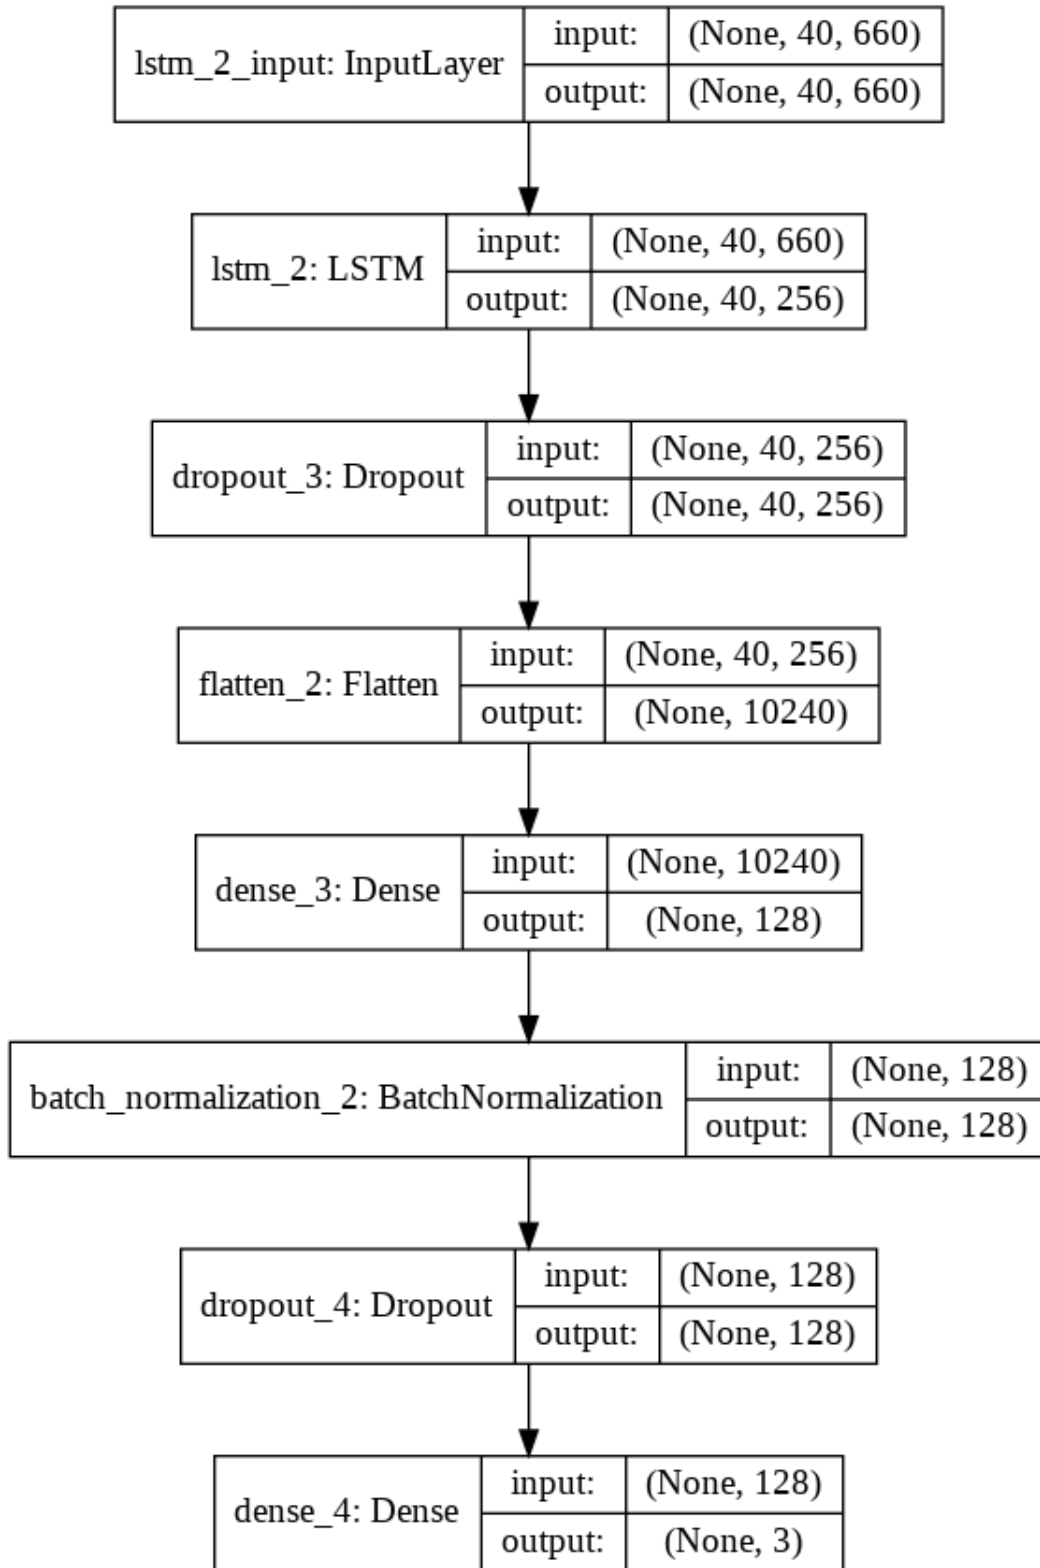 lstm_2_input: InputLayer
input: (None, 40, 660)
output: (None, 40, 660)
lstm_2: LSTM
input: (None, 40, 660)
output: (None, 40, 256)
dropout_3: Dropout
input: (None, 40, 256)
output: (None, 40, 256)
flatten_2: Flatten
input: (None, 40, 256)
output: (None, 10240)
dense_3: Dense
input: (None, 10240)
output: (None, 128)
batch_normalization_2: BatchNormalization
input: (None, 128)
output: (None, 128)
dropout_4: Dropout
input: (None, 128)
output: (None, 128)
dense_4: Dense
input: (None, 128)
output: (None, 3)